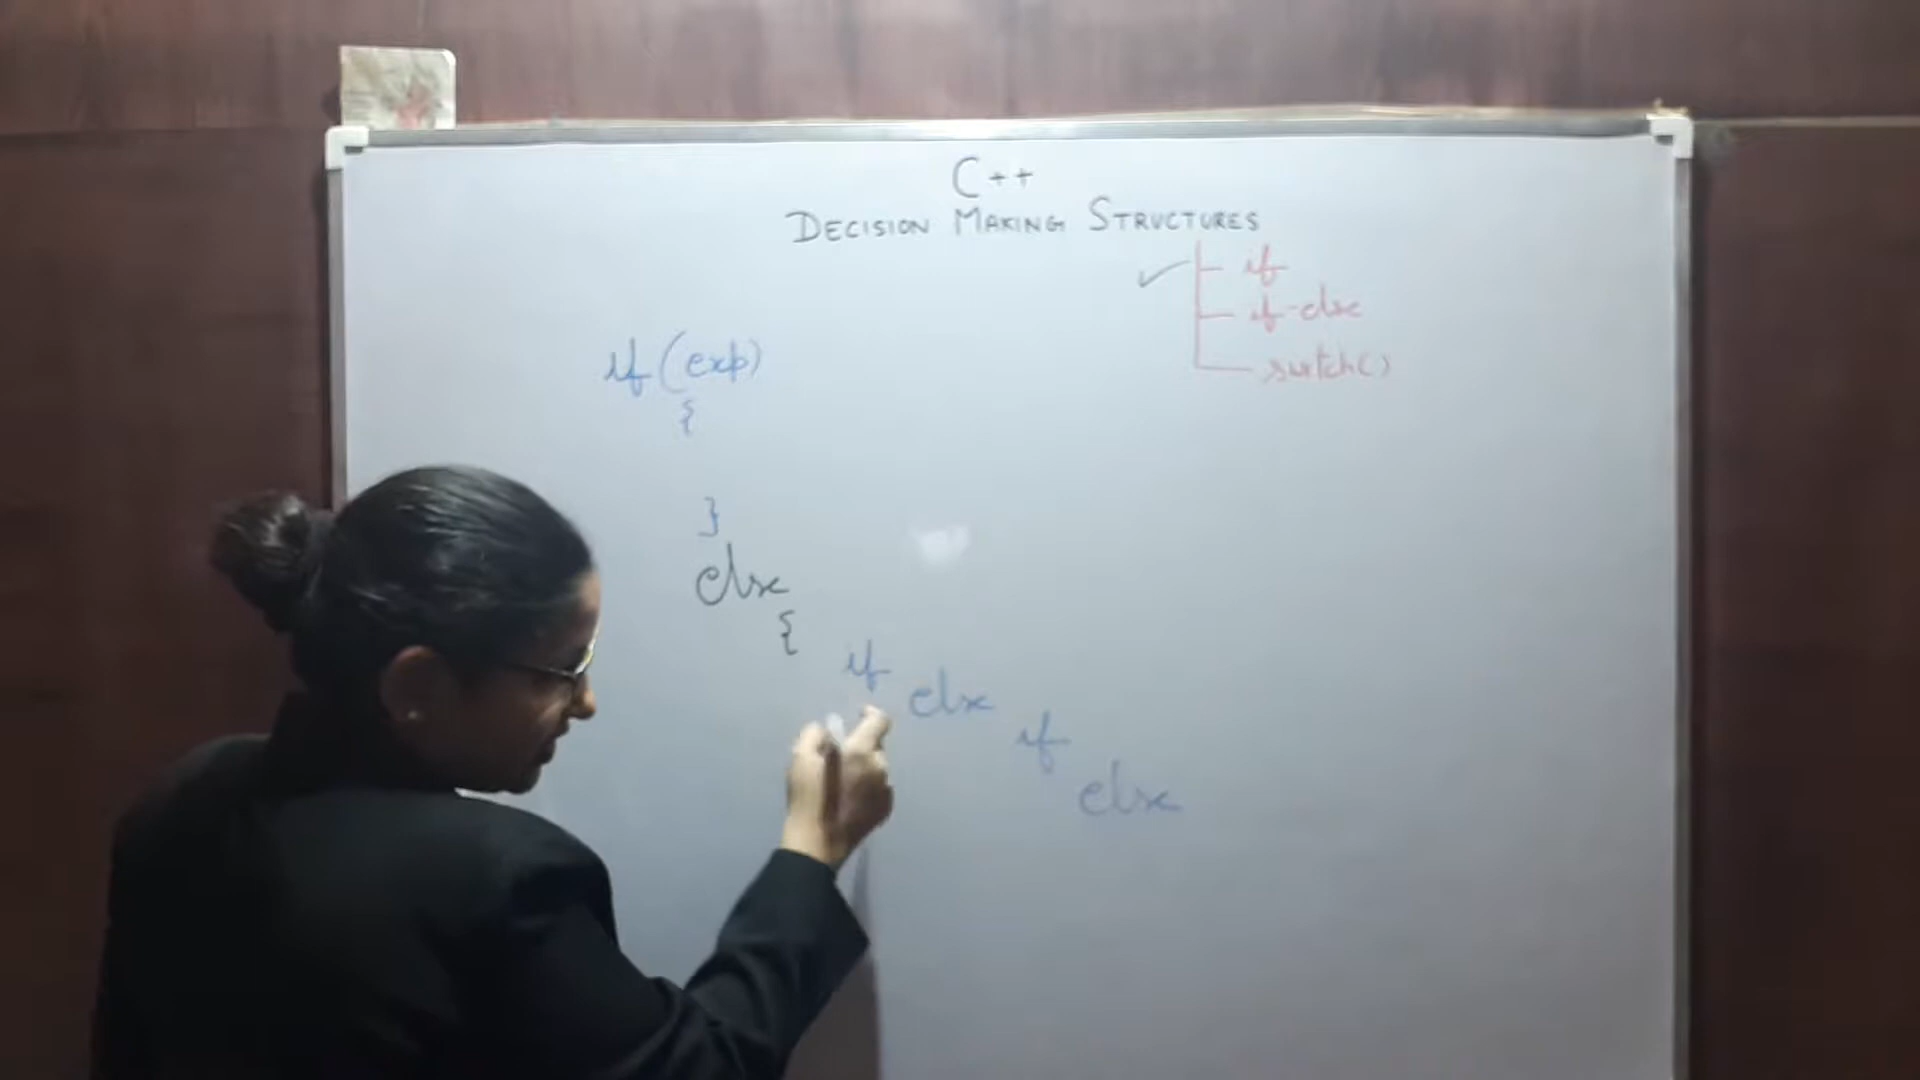 C++
DECISION MAKING STRUCTURES
if
if-else
switch()
if (exp)
{
}
else
{
if
else
if
else